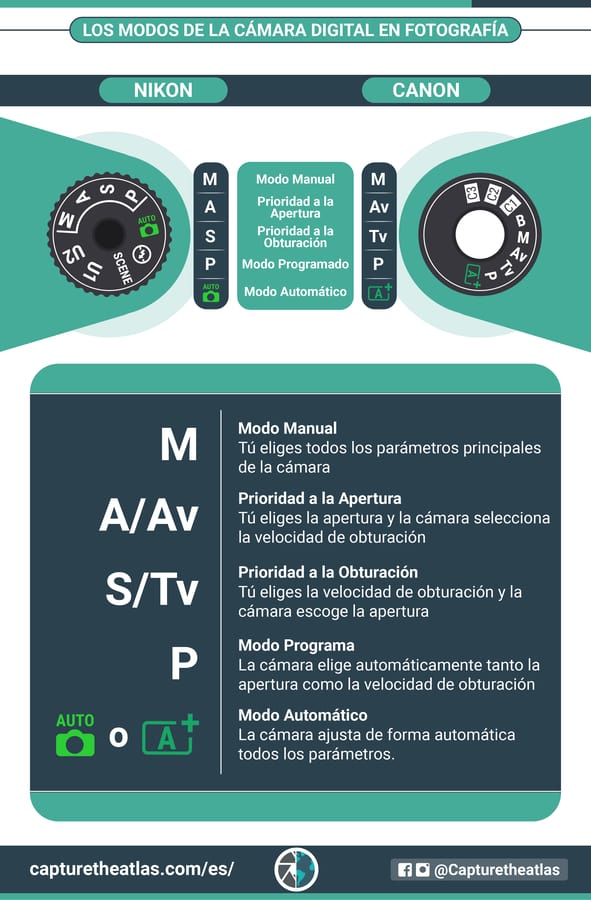 LOS MODOS DE LA CÁMARA DIGITAL EN FOTOGRAFÍA
NIKON
CANON
M
A
S
P
AUTO
SCENE
U1
U2
M
A
S
P
AUTO
Modo Manual
Prioridad a la
Apertura
Prioridad a la
Obturación
Modo Programado
Modo Automático
M
Av
Tv
P
A+
C3
C2
C1
B
M
Av
Tv
P
A+
M
Modo Manual
Tú eliges todos los parámetros principales
de la cámara
A/Av
Prioridad a la Apertura
Tú eliges la apertura y la cámara selecciona
la velocidad de obturación
S/Tv
Prioridad a la Obturación
Tú eliges la velocidad de obturación y la
cámara escoge la apertura
P
Modo Programa
La cámara elige automáticamente tanto la
apertura como la velocidad de obturación
AUTO o A+
Modo Automático
La cámara ajusta de forma automática
todos los parámetros.
capturetheatlas.com/es/
@Capturetheatlas